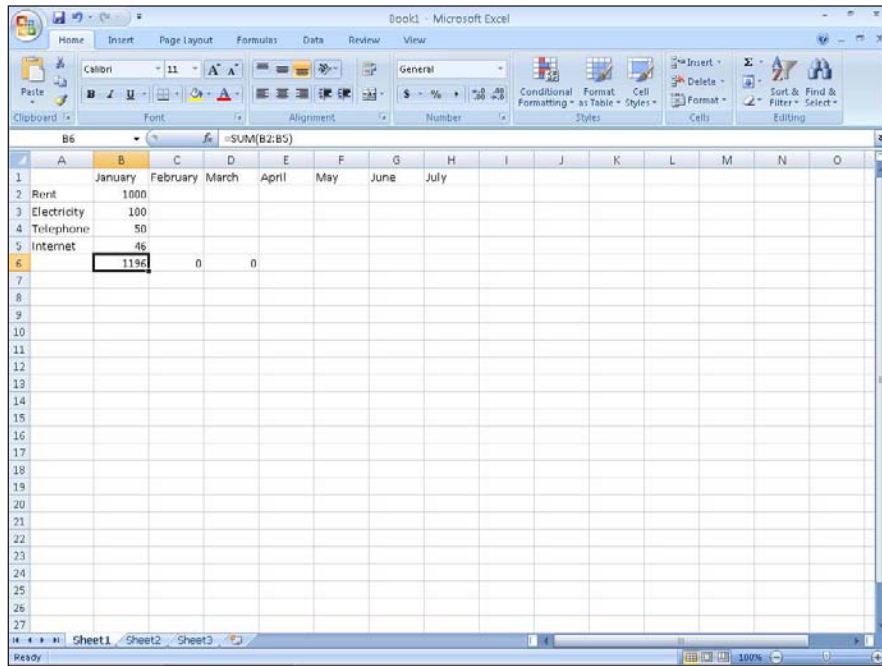 Book1 - Microsoft Excel
Home Insert Page Layout Formulas Data Review View
Paste
Calibri 11 A A
B I U A
General
$ % ,
Conditional Formatting
Format as Table
Cell Styles
Insert
Delete
Format
Σ
Sort & Filter
Find & Select
Clipboard Font Alignment Number Styles Cells Editing
B6 fx =SUM(B2:B5)
A B C D E F G H I J K L M N O
1 January February March April May June July
2 Rent 1000
3 Electricity 100
4 Telephone 50
5 Internet 46
6 1196 0 0
7
8
9
10
11
12
13
14
15
16
17
18
19
20
21
22
23
24
25
26
27
Sheet1 Sheet2 Sheet3
Ready 100%